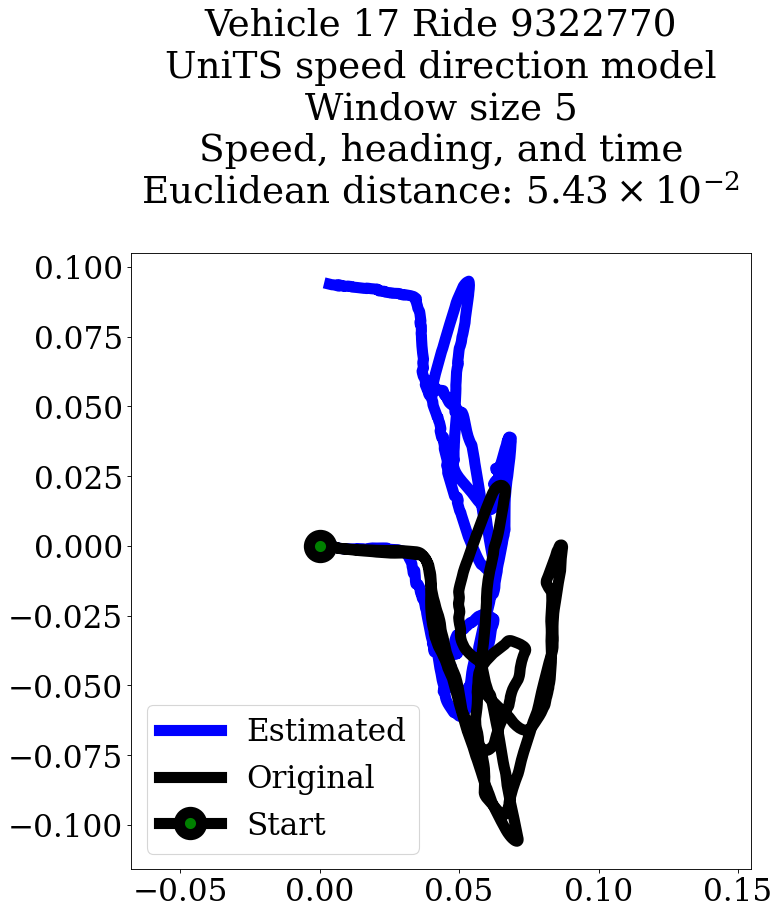 Vehicle 17 Ride 9322770
UniTS speed direction model
Window size 5
Speed, heading, and time
Euclidean distance: 5.43 × 10⁻²
0.100
0.075
0.050
0.025
0.000
−0.025
−0.050
−0.075
−0.100
Estimated
Original
Start
−0.05 0.00 0.05 0.10 0.15